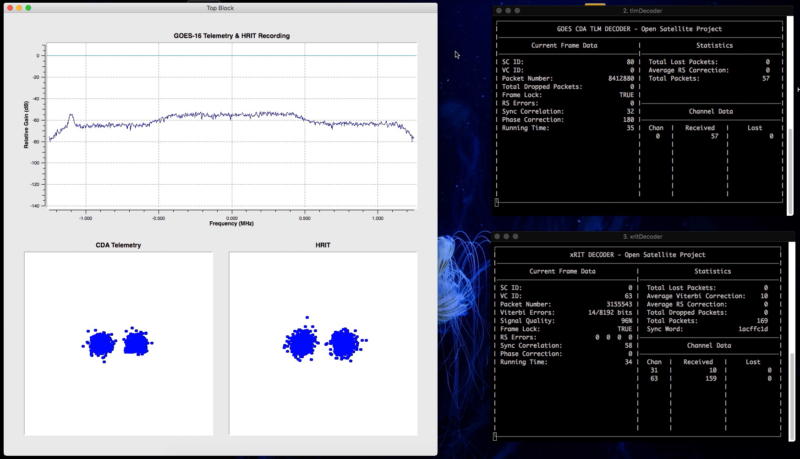 Top Block
GOES-16 Telemetry & HRIT Recording
0
-20
-40
-60
-80
-100
-120
-140
Relative Gain (dB)
-1.000 -0.500 0.000 0.500 1.000
Frequency (MHz)
CDA Telemetry
HRIT
2. tlmDecoder
GOES CDA TLM DECODER - Open Satellite Project
Current Frame Data
SC ID: 80
VC ID: 0
Packet Number: 8412880
Total Dropped Packets: 0
Frame Lock: TRUE
RS Errors: 0
Sync Correlation: 32
Phase Correction: 180
Running Time: 35
Statistics
Total Lost Packets: 0
Average RS Correction: 0
Total Packets: 57
Channel Data
Chan Received Lost
0 57 0
3. xritDecoder
xRIT DECODER - Open Satellite Project
Current Frame Data
SC ID: 0
VC ID: 63
Packet Number: 3155543
Viterbi Errors: 14/8192 bits
Signal Quality: 96%
Frame Lock: TRUE
RS Errors: 0 0 0 0
Sync Correlation: 58
Phase Correction: 0
Running Time: 34
Statistics
Total Lost Packets: 0
Average Viterbi Correction: 10
Average RS Correction: 0
Total Dropped Packets: 0
Total Packets: 169
Sync Word: 1acffc1d
Channel Data
Chan Received Lost
31 10 0
63 159 0